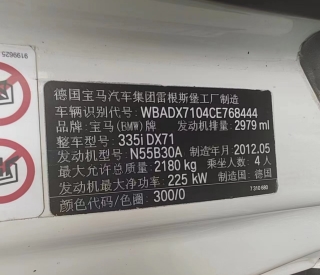 德国宝马汽车集团雷根斯堡工厂制造
车辆识别代号: WBADX7104CE768444
品牌: 宝马(BMW)牌 发动机排量: 2979 ml
整车型号: 335i DX71
发动机型号: N55B30A 制造年月: 2012.05
最大允许总质量: 2180 kg 乘坐人数: 4 人
发动机最大净功率: 225 kW 制造国: 德国
颜色代码/色圈: 300/0